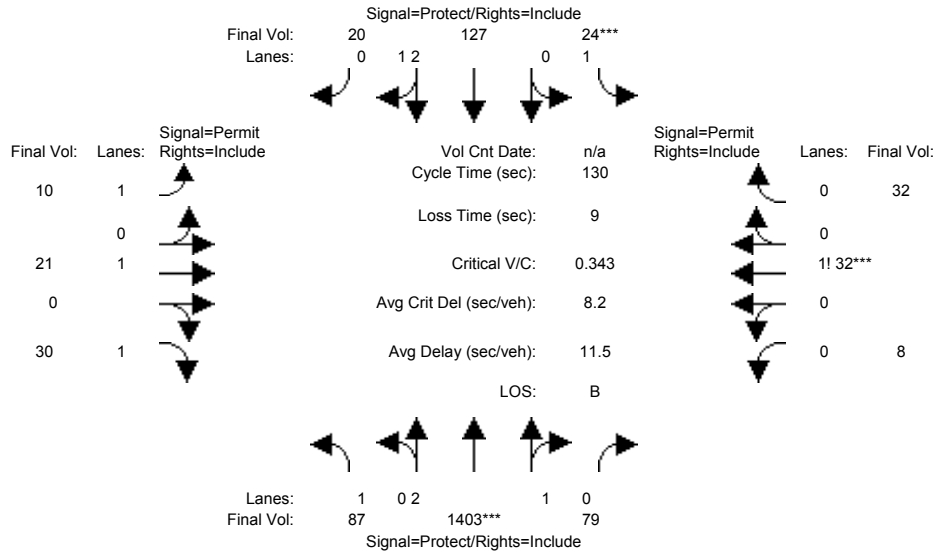 Signal=Protect/Rights=Include
Final Vol: 20 127 24***
Lanes: 0 1 2 0 1
Signal=Permit Signal=Permit
Final Vol: Lanes: Rights=Include Vol Cnt Date: n/a Rights=Include Lanes: Final Vol:
Cycle Time (sec): 130
10 1 0 32
Loss Time (sec): 9
0 0
21 1 Critical V/C: 0.343 1! 32***
0 Avg Crit Del (sec/veh): 8.2 0
30 1 Avg Delay (sec/veh): 11.5 0 8
LOS: B
Lanes: 1 0 2 1 0
Final Vol: 87 1403*** 79
Signal=Protect/Rights=Include